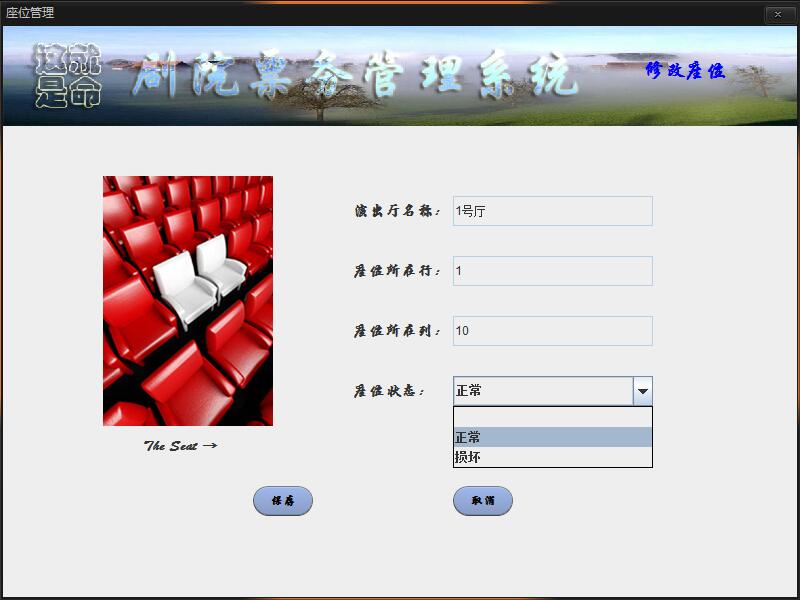 座位管理
这就是命
剧院票务管理系统
修改座位
演出厅名称：
1号厅
座位所在行：
1
座位所在列：
10
座位状态：
正常
正常
损坏
The Seat →
保存
取消